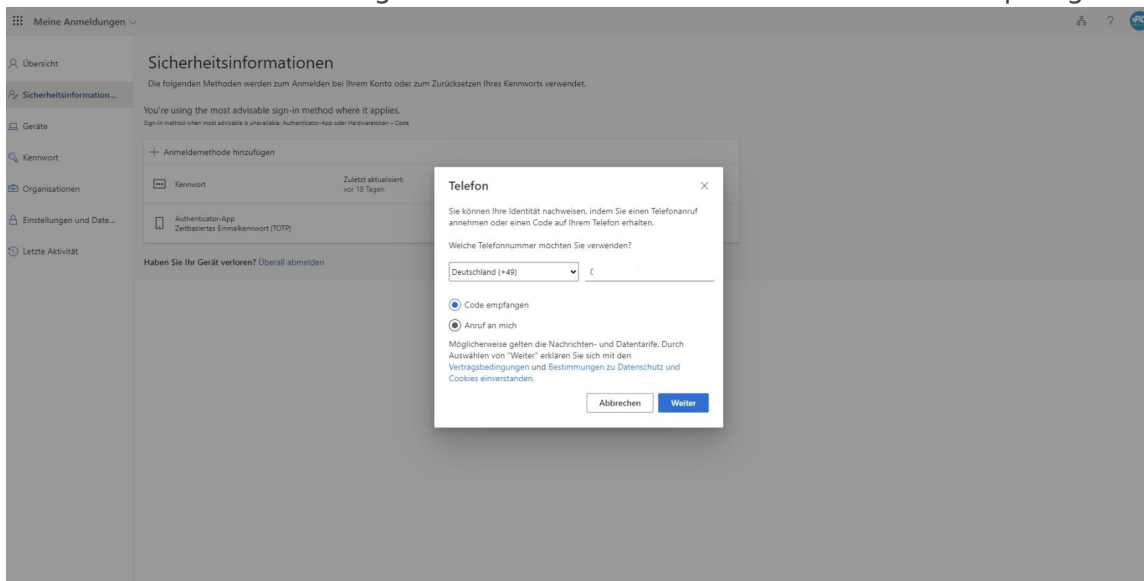 Meine Anmeldungen
?
Übersicht
Sicherheitsinformation...
Geräte
Kennwort
Organisationen
Einstellungen und Date...
Letzte Aktivität
Sicherheitsinformationen
Die folgenden Methoden werden zum Anmelden bei Ihrem Konto oder zum Zurücksetzen Ihres Kennworts verwendet.
You're using the most advisable sign-in method where it applies.
Sign-in method when most advisable is unavailable: Authenticator-App oder Hardwaretoken – Code
+ Anmeldemethode hinzufügen
Kennwort
Zuletzt aktualisiert:
vor 18 Tagen
Authenticator-App
Zeitbasiertes Einmalkennwort (TOTP)
Haben Sie Ihr Gerät verloren? Überall abmelden
Telefon
Sie können Ihre Identität nachweisen, indem Sie einen Telefonanruf
annehmen oder einen Code auf Ihrem Telefon erhalten.
Welche Telefonnummer möchten Sie verwenden?
Deutschland (+49)
Code empfangen
Anruf an mich
Möglicherweise gelten die Nachrichten- und Datentarife. Durch
Auswählen von "Weiter" erklären Sie sich mit den
Vertragsbedingungen und Bestimmungen zu Datenschutz und
Cookies einverstanden.
Abbrechen
Weiter